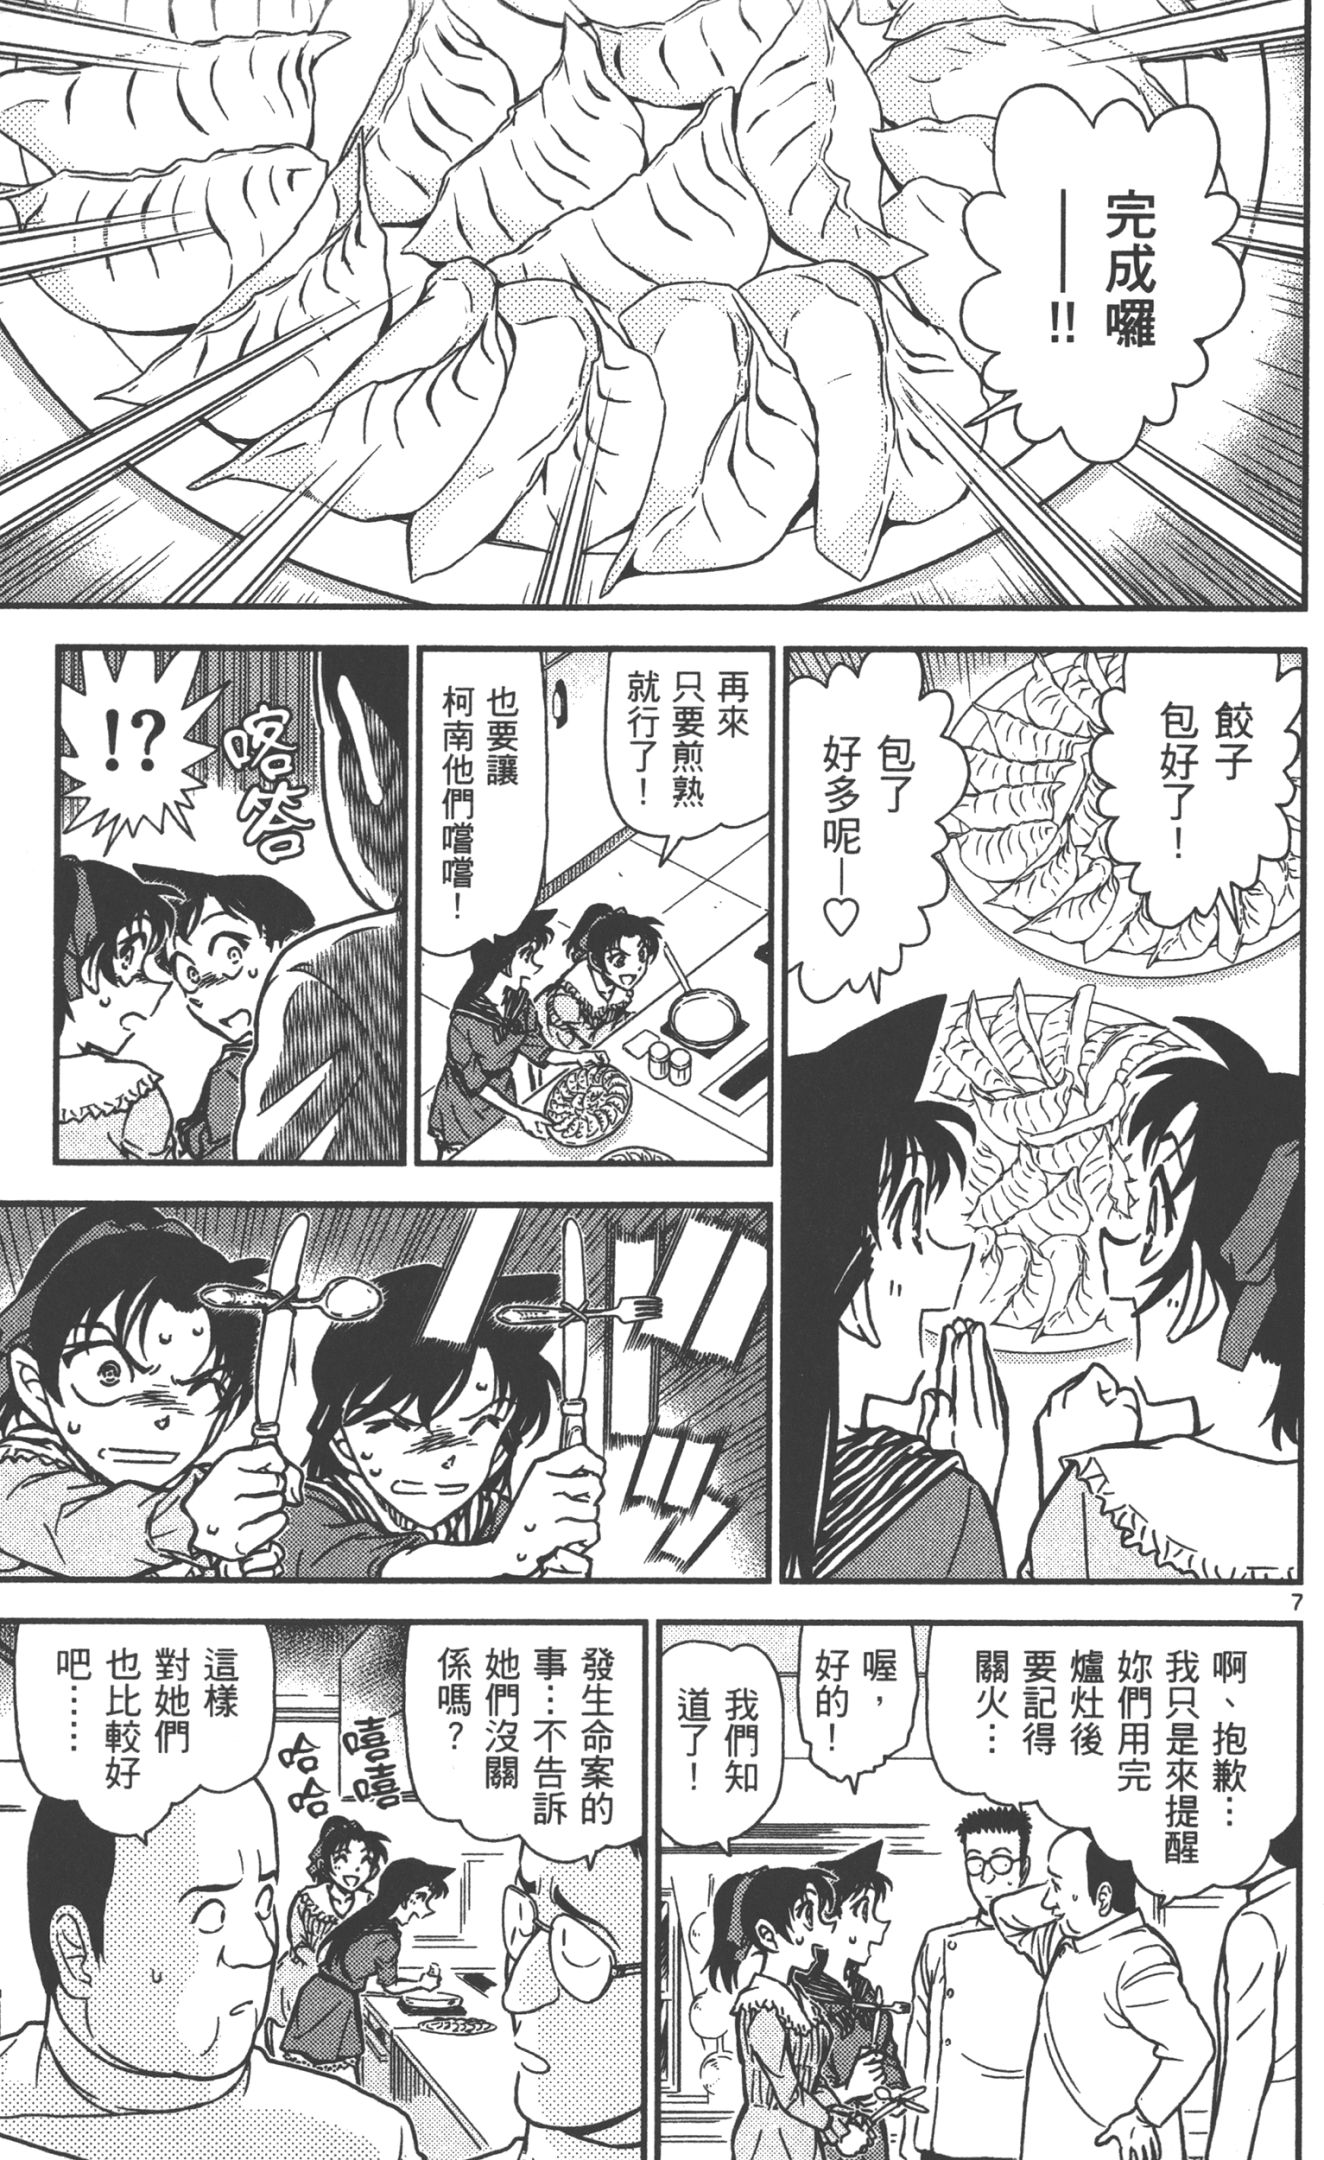 完成囉
——!!
餃子
包好了！
包了
好多呢—♡
再來
只要煎熟
就行了！
也要讓
柯南他們嚐嚐！
喀答
!?
7
啊、抱歉…
我只是來提醒
妳們用完
爐灶後
要記得
關火…
喔，
好的！
我們知
道了！
發生命案的
事…不告訴
她們沒關
係嗎？
嘻嘻
哈哈
這樣
對她們
也比較好
吧……